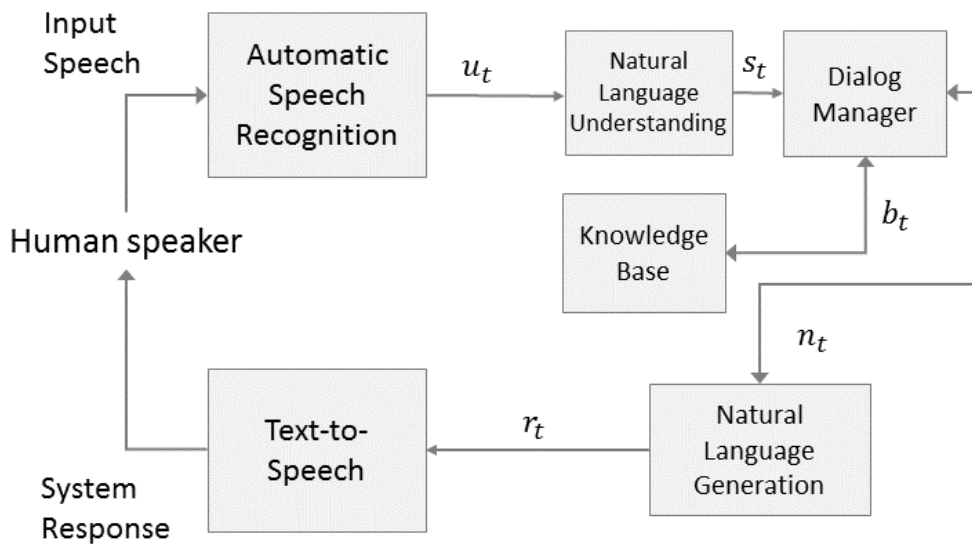 Input
Speech
Automatic
Speech
Recognition
u_t
Natural
Language
Understanding
s_t
Dialog
Manager
Human speaker
Knowledge
Base
b_t
n_t
Text-to-
Speech
r_t
Natural
Language
Generation
System
Response